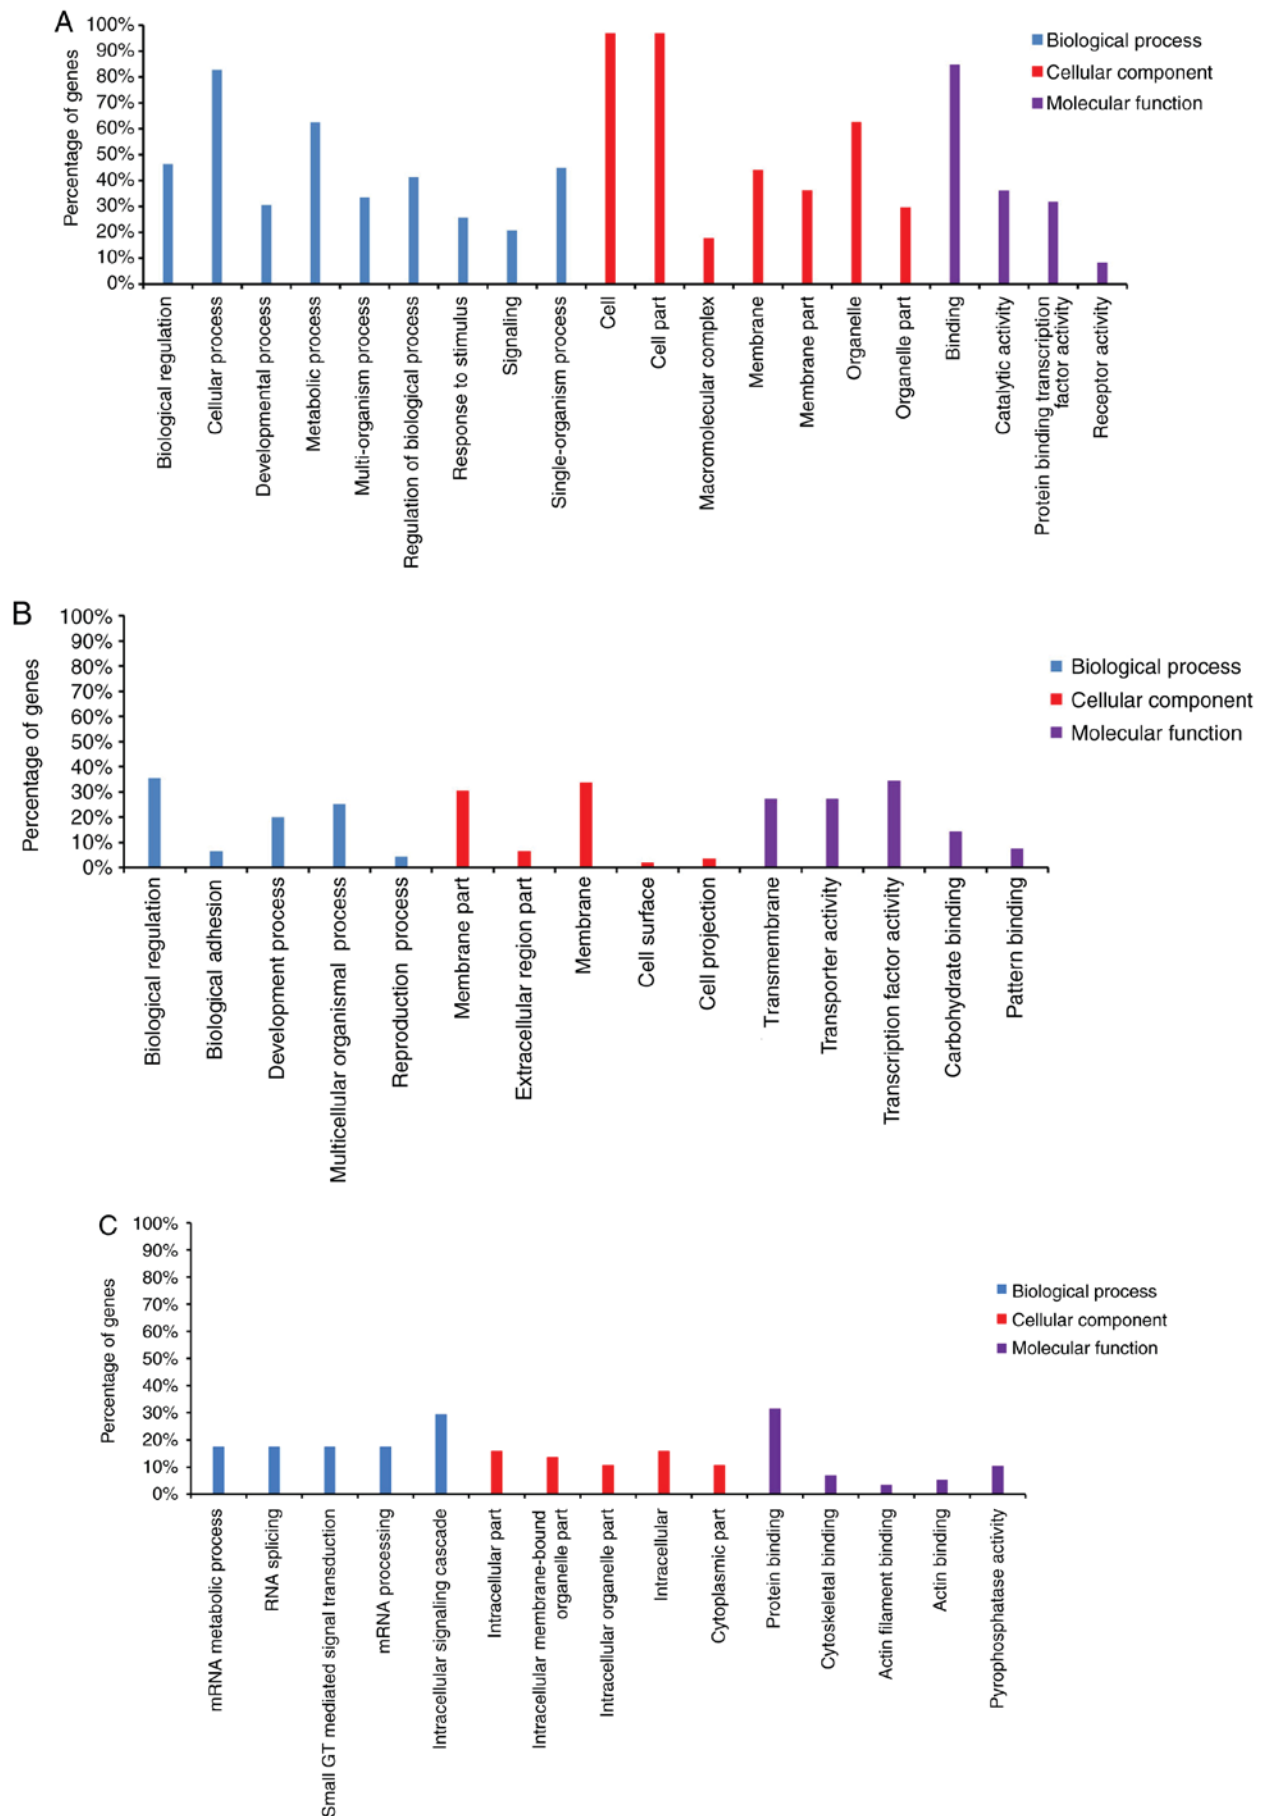 A
Percentage of genes
100%
90%
80%
70%
60%
50%
40%
30%
20%
10%
0%
Biological process
Cellular component
Molecular function
Biological regulation
Cellular process
Developmental process
Metabolic process
Multi-organism process
Regulation of biological process
Response to stimulus
Signaling
Single-organism process
Cell
Cell part
Macromolecular complex
Membrane
Membrane part
Organelle
Organelle part
Binding
Catalytic activity
Protein binding transcription
factor activity
Receptor activity
B
Percentage of genes
100%
90%
80%
70%
60%
50%
40%
30%
20%
10%
0%
Biological process
Cellular component
Molecular function
Biological regulation
Biological adhesion
Development process
Multicellular organismal process
Reproduction process
Membrane part
Extracellular region part
Membrane
Cell surface
Cell projection
Transmembrane
Transporter activity
Transcription factor activity
Carbohydrate binding
Pattern binding
C
Percentage of genes
100%
90%
80%
70%
60%
50%
40%
30%
20%
10%
0%
Biological process
Cellular component
Molecular function
mRNA metabolic process
RNA splicing
Small GT mediated signal transduction
mRNA processing
Intracellular signaling cascade
Intracellular part
Intracellular membrane-bound
organelle part
Intracellular organelle part
Intracellular
Cytoplasmic part
Protein binding
Cytoskeletal binding
Actin filament binding
Actin binding
Pyrophosphatase activity